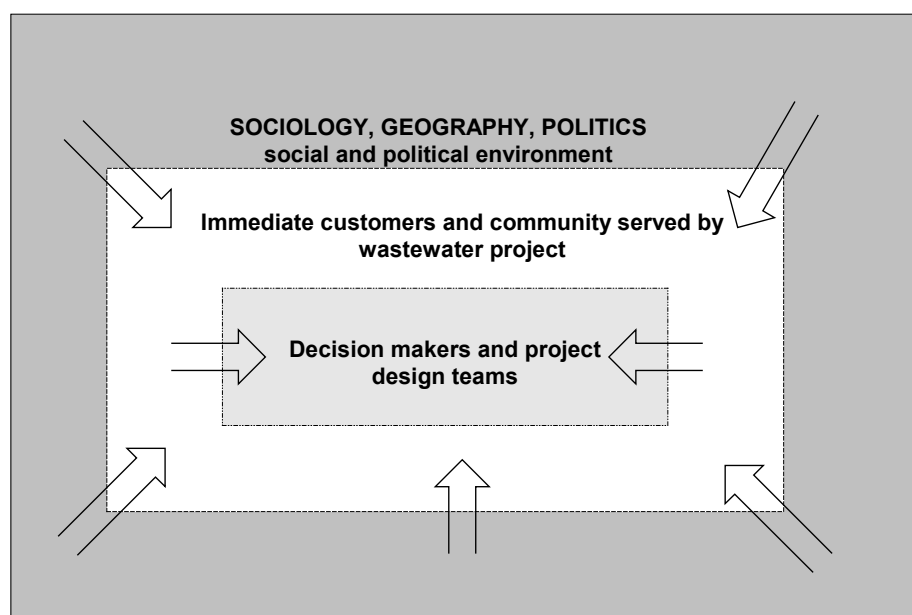 SOCIOLOGY, GEOGRAPHY, POLITICS
social and political environment
Immediate customers and community served by
wastewater project
Decision makers and project
design teams